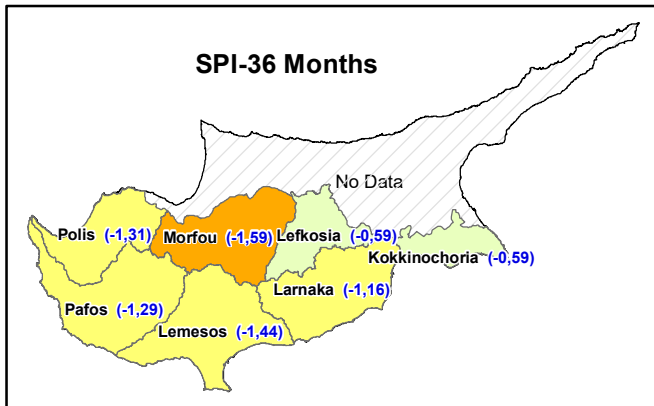 SPI-36 Months
No Data
Polis (-1,31)
Morfou (-1,59)
Lefkosia (-0,59)
Kokkinochoria (-0,59)
Larnaka (-1,16)
Pafos (-1,29)
Lemesos (-1,44)